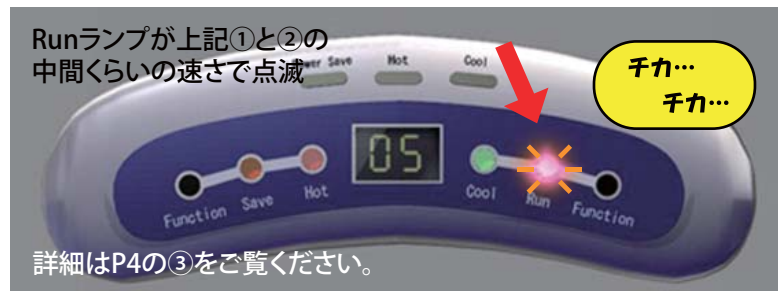 Runランプが上記①と②の
中間くらいの速さで点滅
wer Save
Hot
Cool
チカ…
チカ…
05
Function
Save
Hot
Cool
Run
Function
詳細はP4の③をご覧ください。